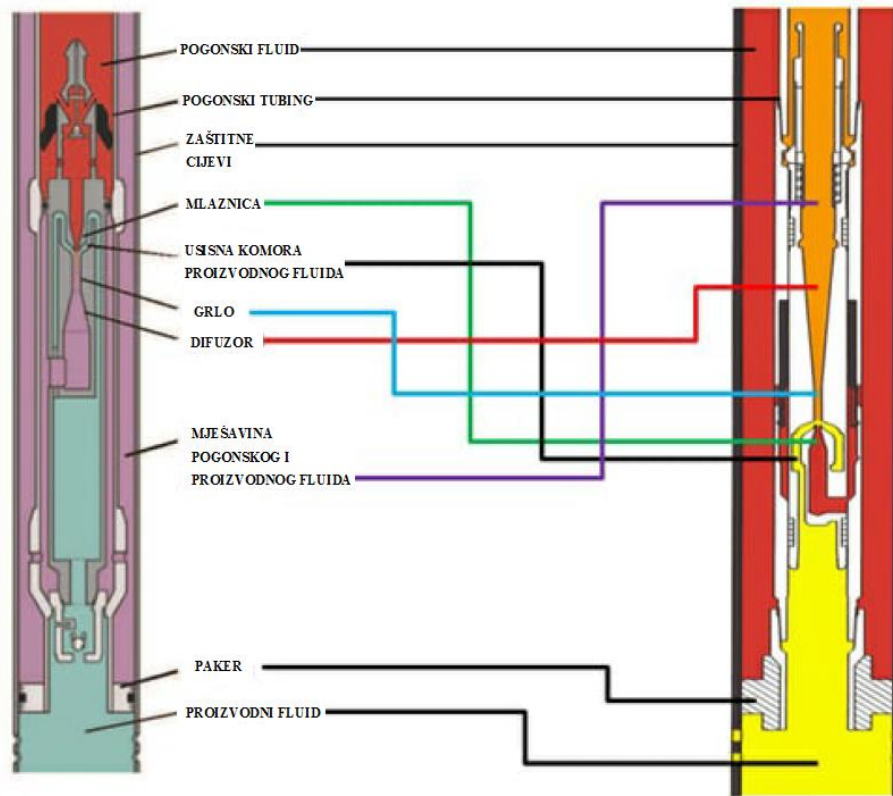 POGONSKI FLUID
POGONSKI TUBING
ZAŠTITNE
CIJEVI
MLAZNICA
USISNA KOMORA
PROIZVODNOG FLUIDA
GRLO
DIFUZOR
MJEŠAVINA
POGONSKOG I
PROIZVODNOG FLUIDA
PAKER
PROIZVODNI FLUID